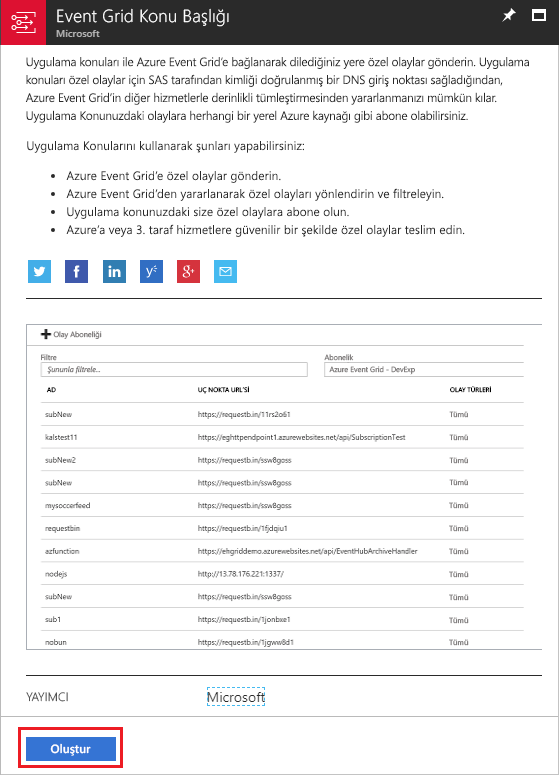 Event Grid Konu Başlığı
Microsoft
Uygulama konuları ile Azure Event Grid’e bağlanarak dilediğiniz yere özel olaylar gönderin. Uygulama
konuları özel olaylar için SAS tarafından kimliği doğrulanmış bir DNS giriş noktası sağladığından,
Azure Event Grid’in diğer hizmetlerle derinlikli tümleştirmesinden yararlanmanızı mümkün kılar.
Uygulama Konunuzdaki olaylara herhangi bir yerel Azure kaynağı gibi abone olabilirsiniz.
Uygulama Konularını kullanarak şunları yapabilirsiniz:
• Azure Event Grid’e özel olaylar gönderin.
• Azure Event Grid’den yararlanarak özel olayları yönlendirin ve filtreleyin.
• Uygulama konunuzdaki size özel olaylara abone olun.
• Azure’a veya 3. taraf hizmetlere güvenilir bir şekilde özel olaylar teslim edin.
f in y g+
Olay Aboneliği
Filtre Abonelik
Şununla filtrele... Azure Event Grid - DevExp
AD UÇ NOKTA URL'Sİ OLAY TÜRLERİ
subNew https://requestb.in/11rs2o61 Tümü
kalstest11 https://eghttpendpoint1.azurewebsites.net/api/SubscriptionTest Tümü
subNew2 https://requestb.in/ssw8goss Tümü
subNew https://requestb.in/ssw8goss Tümü
mysoccerfeed https://requestb.in/ssw8goss Tümü
requestbin https://requestb.in/1fjdqiu1 Tümü
azfunction https://ehgriddemo.azurewebsites.net/api/EventHubArchiveHandler Tümü
nodejs http://13.78.176.221:1337/ Tümü
subNew https://requestb.in/ssw8goss Tümü
sub1 https://requestb.in/1jonbxe1 Tümü
nobun https://requestb.in/1jgww8d1 Tümü
YAYIMCI Microsoft
Oluştur